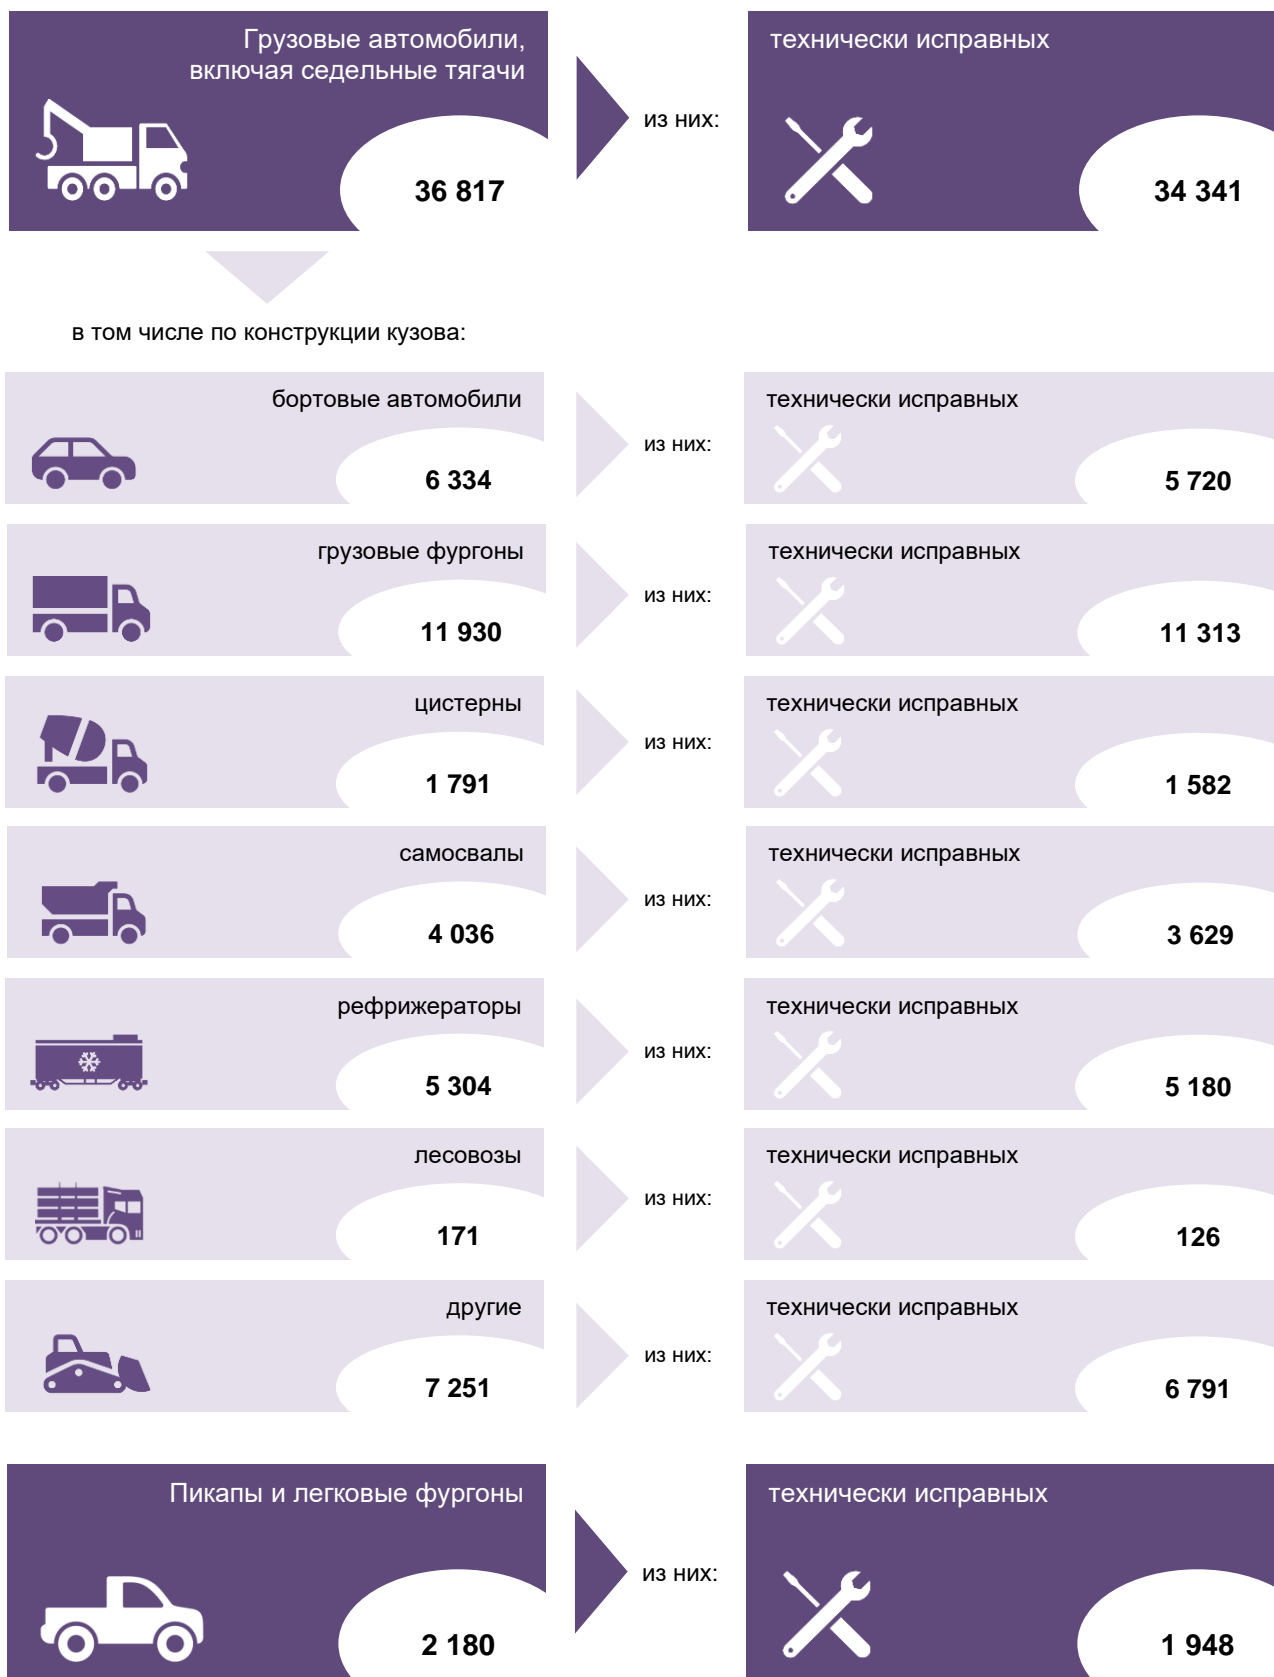 Грузовые автомобили,
включая седельные тягачи
36 817
из них:
технически исправных
34 341
в том числе по конструкции кузова:
бортовые автомобили
6 334
из них:
технически исправных
5 720
грузовые фургоны
11 930
из них:
технически исправных
11 313
цистерны
1 791
из них:
технически исправных
1 582
самосвалы
4 036
из них:
технически исправных
3 629
рефрижераторы
5 304
из них:
технически исправных
5 180
лесовозы
171
из них:
технически исправных
126
другие
7 251
из них:
технически исправных
6 791
Пикапы и легковые фургоны
2 180
из них:
технически исправных
1 948